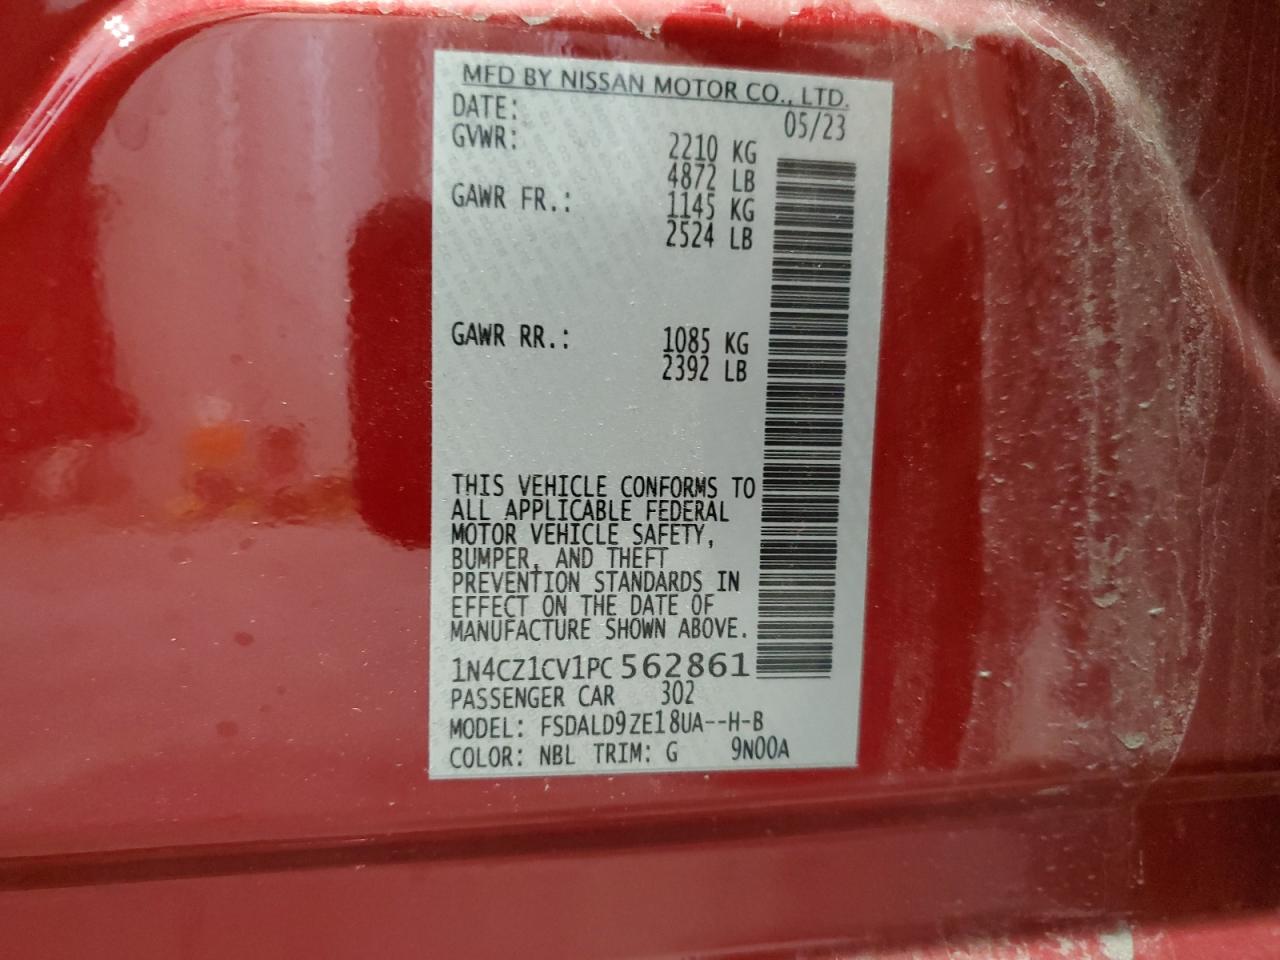 MFD BY NISSAN MOTOR CO., LTD.
DATE: 05/23
GVWR: 2210 KG
4872 LB
GAWR FR.: 1145 KG
2524 LB
GAWR RR.: 1085 KG
2392 LB
THIS VEHICLE CONFORMS TO
ALL APPLICABLE FEDERAL
MOTOR VEHICLE SAFETY,
BUMPER, AND THEFT
PREVENTION STANDARDS IN
EFFECT ON THE DATE OF
MANUFACTURE SHOWN ABOVE.
1N4CZ1CV1PC562861
PASSENGER CAR 302
MODEL: FSDALD9ZE18UA--H-B
COLOR: NBL TRIM: G 9N00A